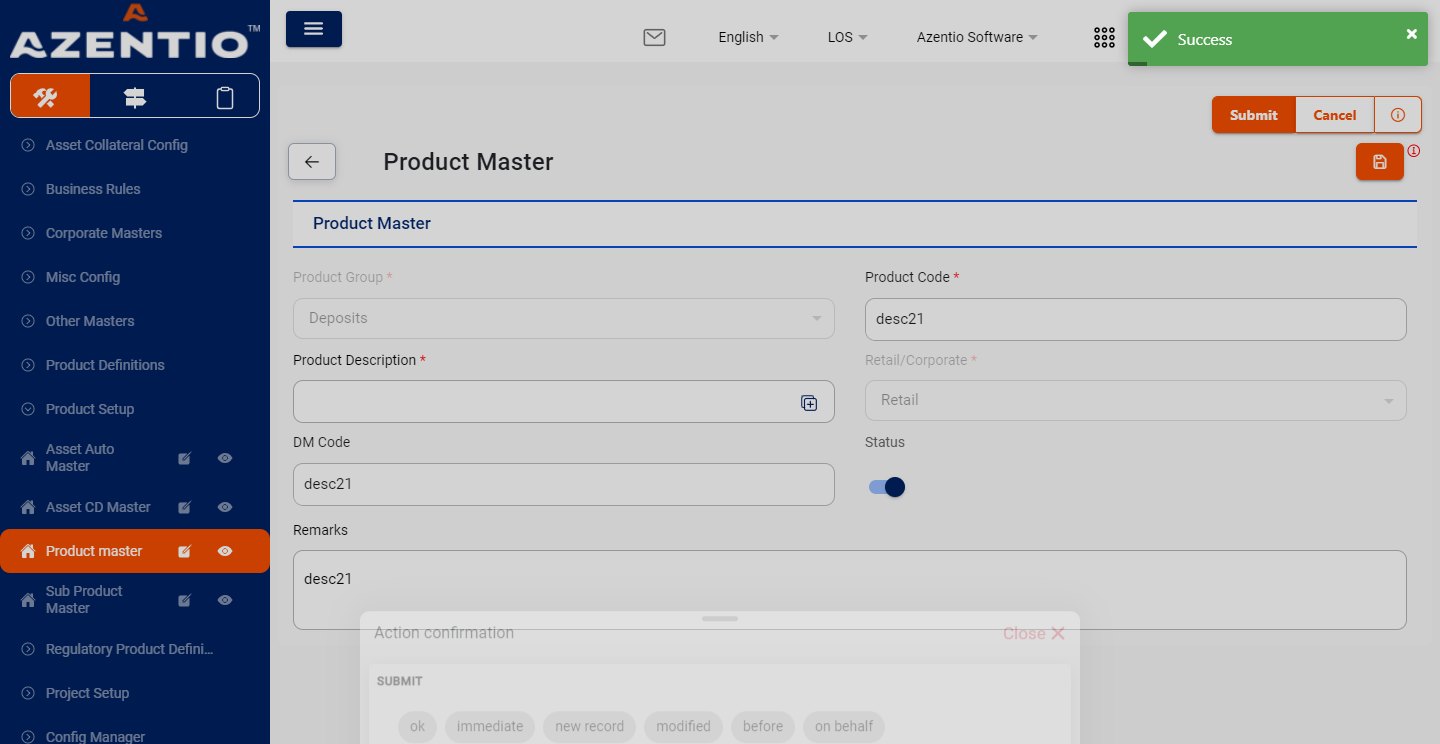 AZENTIO™
Asset Collateral Config
Business Rules
Corporate Masters
Misc Config
Other Masters
Product Definitions
Product Setup
Asset Auto
Master
Asset CD Master
Product master
Sub Product
Master
Regulatory Product Defini...
Project Setup
Config Manager
English
LOS
Azentio Software
Success
Submit
Cancel
Product Master
Product Master
Product Group *
Product Code *
Deposits
desc21
Product Description *
Retail/Corporate *
Retail
DM Code
Status
desc21
Remarks
desc21
Action confirmation
Close
SUBMIT
ok
immediate
new record
modified
before
on behalf